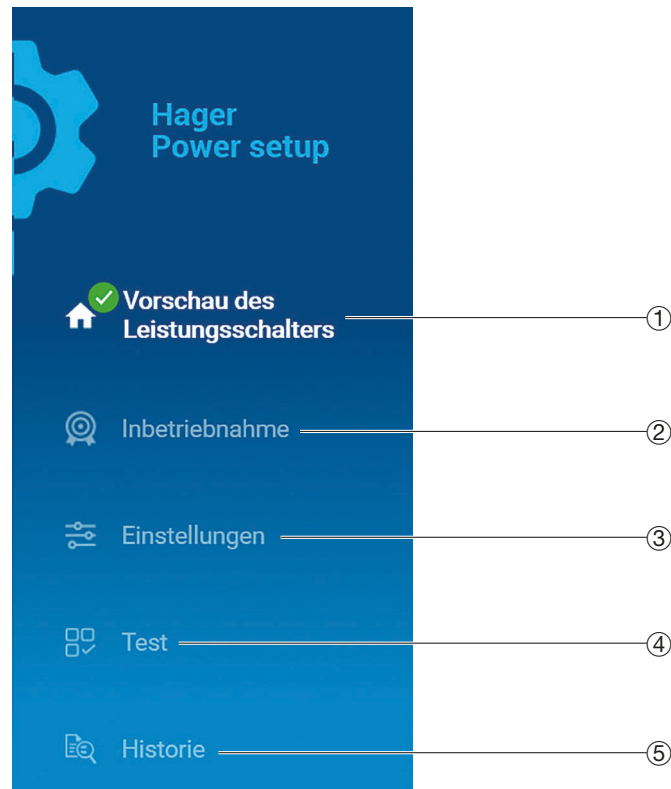 Hager
Power setup
Vorschau des
Leistungsschalters
①
Inbetriebnahme
②
Einstellungen
③
Test
④
Historie
⑤